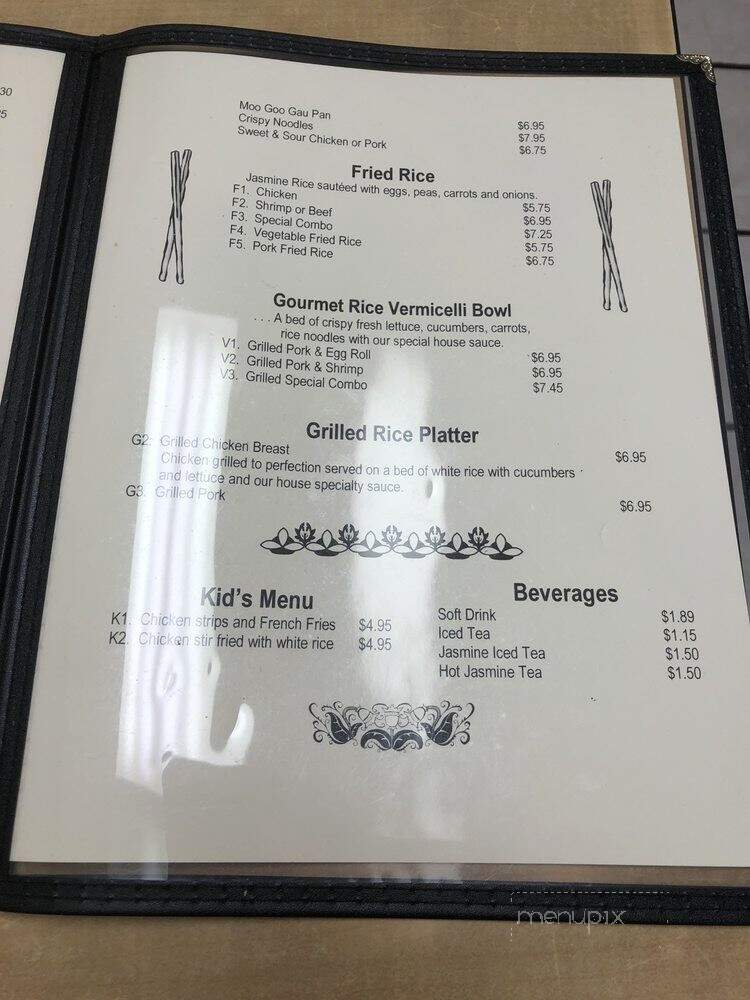 30
5
Moo Goo Gau Pan $6.95
Crispy Noodles $7.95
Sweet & Sour Chicken or Pork $6.75
Fried Rice
Jasmine Rice sautéed with eggs, peas, carrots and onions.
F1. Chicken $5.75
F2. Shrimp or Beef $6.95
F3. Special Combo $7.25
F4. Vegetable Fried Rice $5.75
F5. Pork Fried Rice $6.75
Gourmet Rice Vermicelli Bowl
. . . A bed of crispy fresh lettuce, cucumbers, carrots,
rice noodles with our special house sauce.
V1. Grilled Pork & Egg Roll $6.95
V2. Grilled Pork & Shrimp $6.95
V3. Grilled Special Combo $7.45
Grilled Rice Platter
G2. Grilled Chicken Breast $6.95
Chicken grilled to perfection served on a bed of white rice with cucumbers
and lettuce and our house specialty sauce.
G3. Grilled Pork $6.95
Kid's Menu
K1. Chicken strips and French Fries $4.95
K2. Chicken stir fried with white rice $4.95
Beverages
Soft Drink $1.89
Iced Tea $1.15
Jasmine Iced Tea $1.50
Hot Jasmine Tea $1.50
menupix